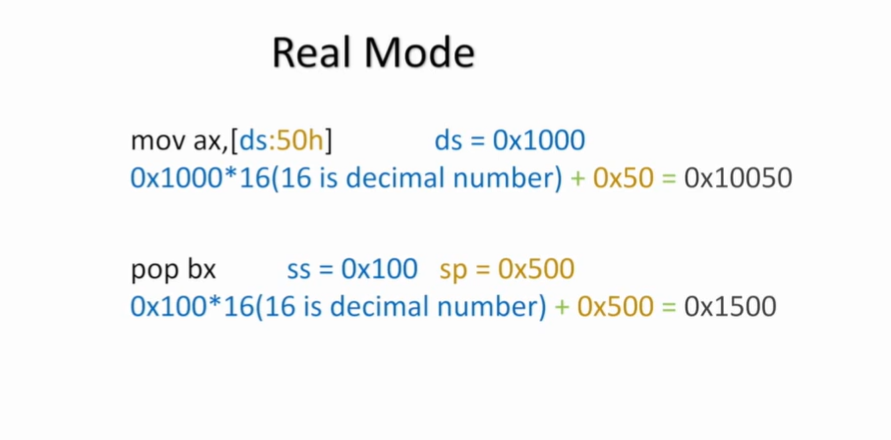 Real Mode
mov ax,[ds:50h] ds = 0x1000
0x1000*16(16 is decimal number) + 0x50 = 0x10050
pop bx ss = 0x100 sp = 0x500
0x100*16(16 is decimal number) + 0x500 = 0x1500